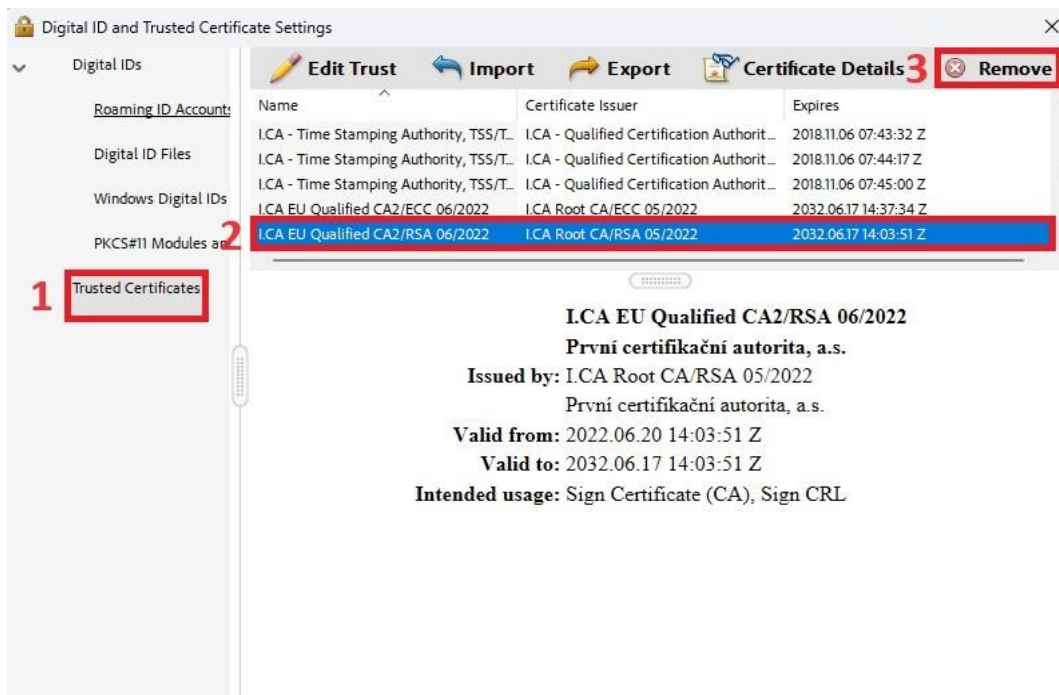 Digital ID and Trusted Certificate Settings
Digital IDs
Roaming ID Accounts
Digital ID Files
Windows Digital IDs
PKCS#11 Modules an
1
Trusted Certificates
Edit Trust Import Export Certificate Details 3 Remove
Name Certificate Issuer Expires
I.CA - Time Stamping Authority, TSS/T... I.CA - Qualified Certification Authorit... 2018.11.06 07:43:32 Z
I.CA - Time Stamping Authority, TSS/T... I.CA - Qualified Certification Authorit... 2018.11.06 07:44:17 Z
I.CA - Time Stamping Authority, TSS/T... I.CA - Qualified Certification Authorit... 2018.11.06 07:45:00 Z
I.CA EU Qualified CA2/ECC 06/2022 I.CA Root CA/ECC 05/2022 2032.06.17 14:37:34 Z
2 I.CA EU Qualified CA2/RSA 06/2022 I.CA Root CA/RSA 05/2022 2032.06.17 14:03:51 Z
I.CA EU Qualified CA2/RSA 06/2022
První certifikační autorita, a.s.
Issued by: I.CA Root CA/RSA 05/2022
První certifikační autorita, a.s.
Valid from: 2022.06.20 14:03:51 Z
Valid to: 2032.06.17 14:03:51 Z
Intended usage: Sign Certificate (CA), Sign CRL